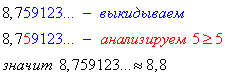 8,759123... – выкидываем
8,759123... – анализируем 5 ≥ 5
значит 8,759123... ≈ 8,8